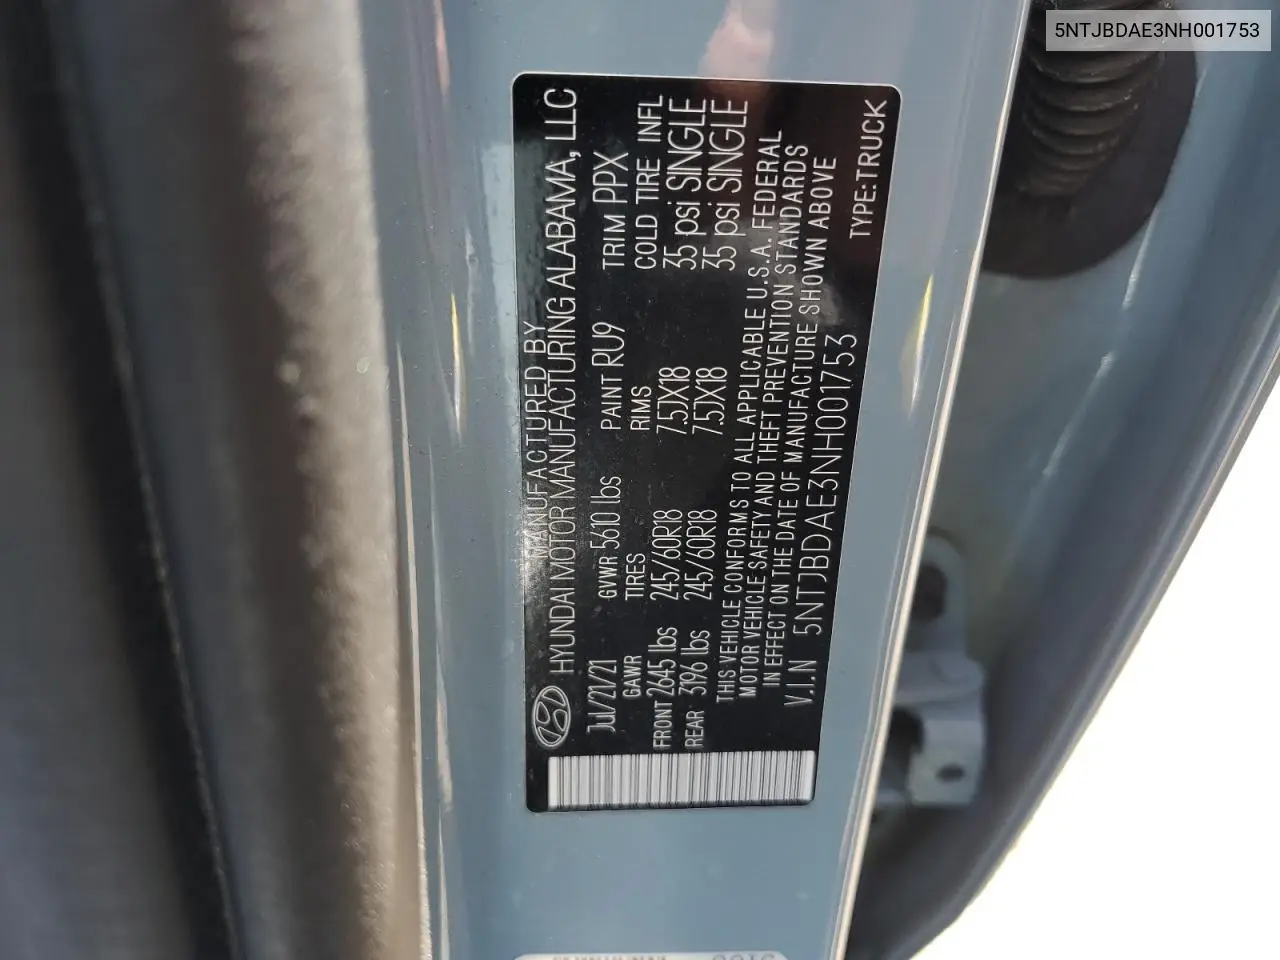 5NTJBDAE3NH001753
MANUFACTURED BY
HYUNDAI MOTOR MANUFACTURING ALABAMA, LLC
Jul/21/21 GVWR 5610 lbs PAINT RU9 TRIM PPX
GAWR TIRES RIMS COLD TIRE INFL
FRONT 2645 lbs 245/60R18 7.5JX18 35 psi SINGLE
REAR 3196 lbs 245/60R18 7.5JX18 35 psi SINGLE
THIS VEHICLE CONFORMS TO ALL APPLICABLE U.S.A. FEDERAL
MOTOR VEHICLE SAFETY AND THEFT PREVENTION STANDARDS
IN EFFECT ON THE DATE OF MANUFACTURE SHOWN ABOVE
V.I.N 5NTJBDAE3NH001753
TYPE:TRUCK